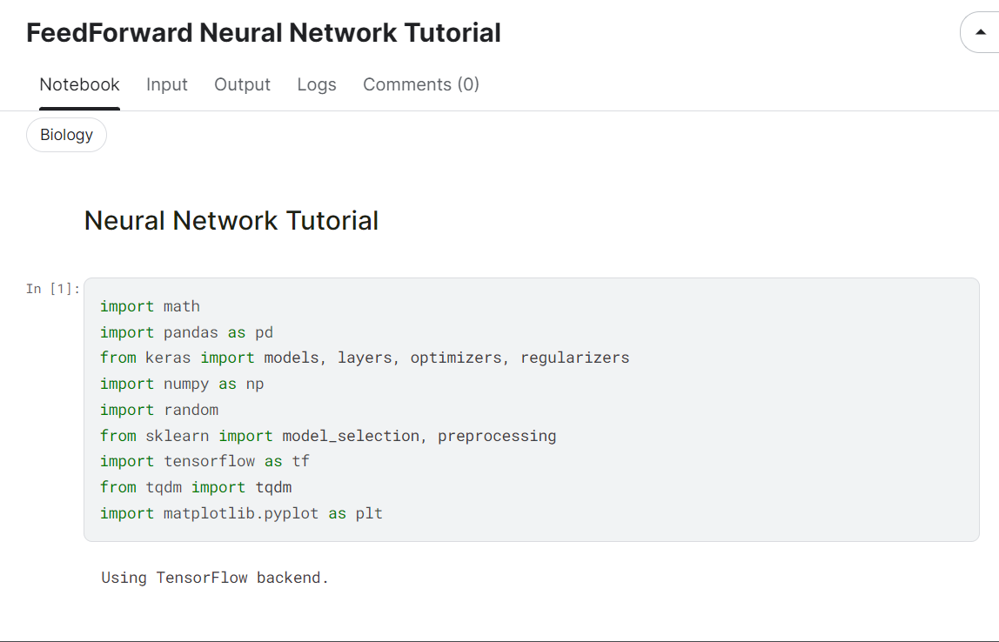 FeedForward Neural Network Tutorial
Notebook Input Output Logs Comments (0)
Biology
Neural Network Tutorial
In [1]:
import math
import pandas as pd
from keras import models, layers, optimizers, regularizers
import numpy as np
import random
from sklearn import model_selection, preprocessing
import tensorflow as tf
from tqdm import tqdm
import matplotlib.pyplot as plt
Using TensorFlow backend.